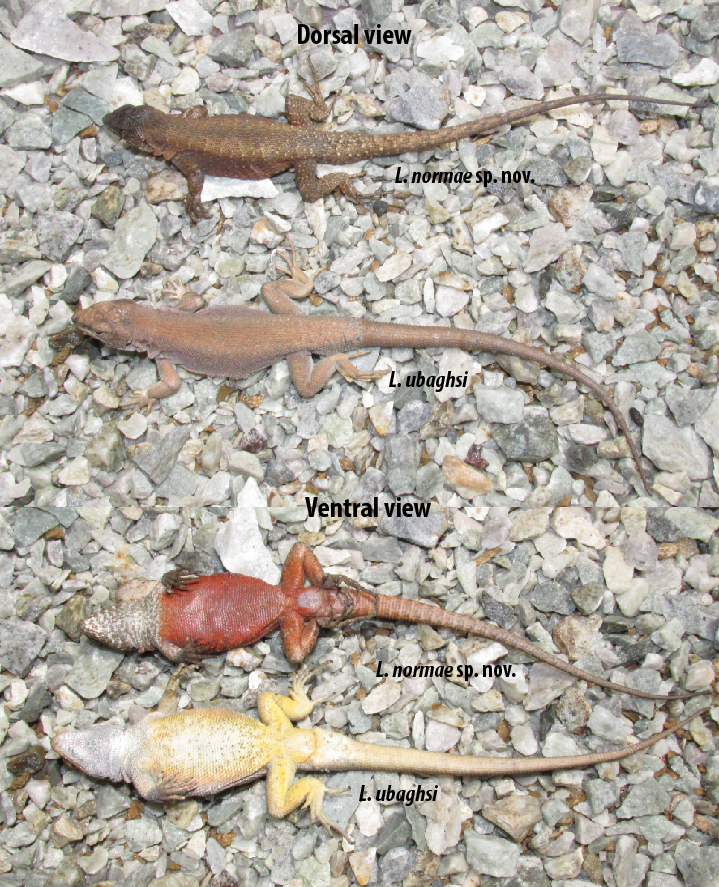 Dorsal view
L. normae sp. nov.
L. ubaghsi
Ventral view
L. normae sp. nov.
L. ubaghsi